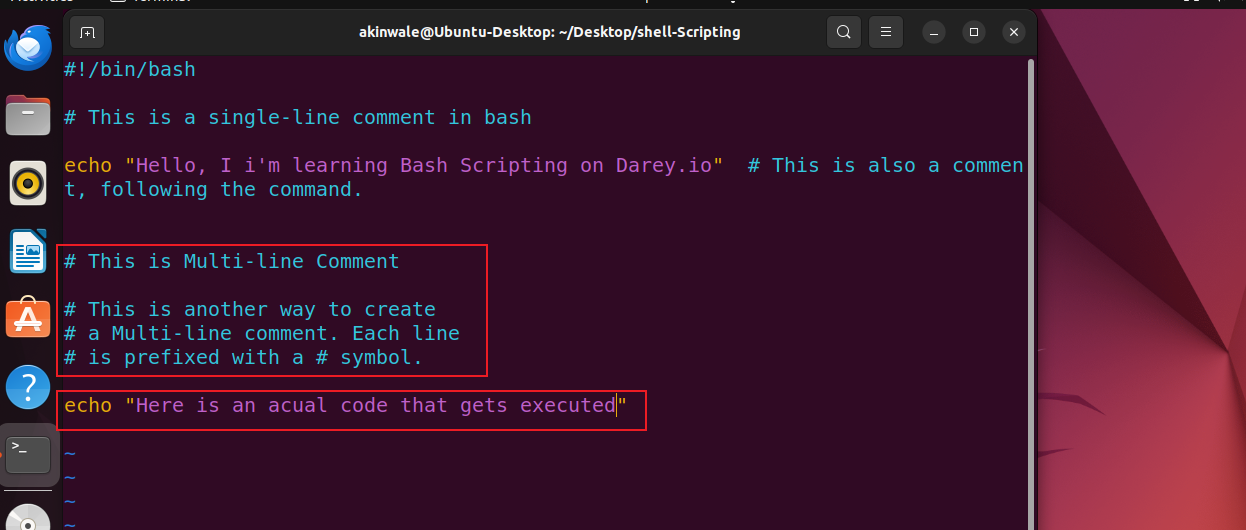 akinwale@Ubuntu-Desktop: ~/Desktop/shell-Scripting
#!/bin/bash
# This is a single-line comment in bash
echo "Hello, I i'm learning Bash Scripting on Darey.io"  # This is also a commen
t, following the command.
# This is Multi-line Comment
# This is another way to create
# a Multi-line comment. Each line
# is prefixed with a # symbol.
echo "Here is an acual code that gets executed"
~
~
~
~